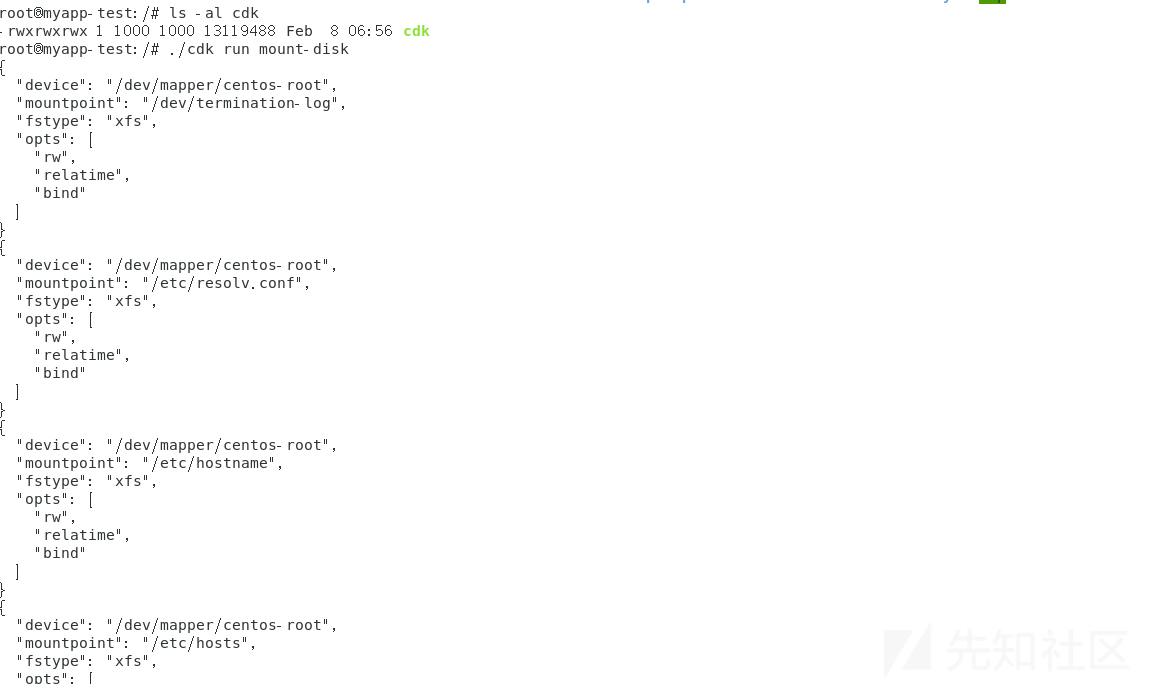 root@myapp-test:/# ls -al cdk
-rwxrwxrwx 1 1000 1000 13119488 Feb  8 06:56 cdk
root@myapp-test:/# ./cdk run mount-disk
{
  "device": "/dev/mapper/centos-root",
  "mountpoint": "/dev/termination-log",
  "fstype": "xfs",
  "opts": [
    "rw",
    "relatime",
    "bind"
  ]
}
{
  "device": "/dev/mapper/centos-root",
  "mountpoint": "/etc/resolv.conf",
  "fstype": "xfs",
  "opts": [
    "rw",
    "relatime",
    "bind"
  ]
}
{
  "device": "/dev/mapper/centos-root",
  "mountpoint": "/etc/hostname",
  "fstype": "xfs",
  "opts": [
    "rw",
    "relatime",
    "bind"
  ]
}
{
  "device": "/dev/mapper/centos-root",
  "mountpoint": "/etc/hosts",
  "fstype": "xfs",
  "opts": [
先知社区